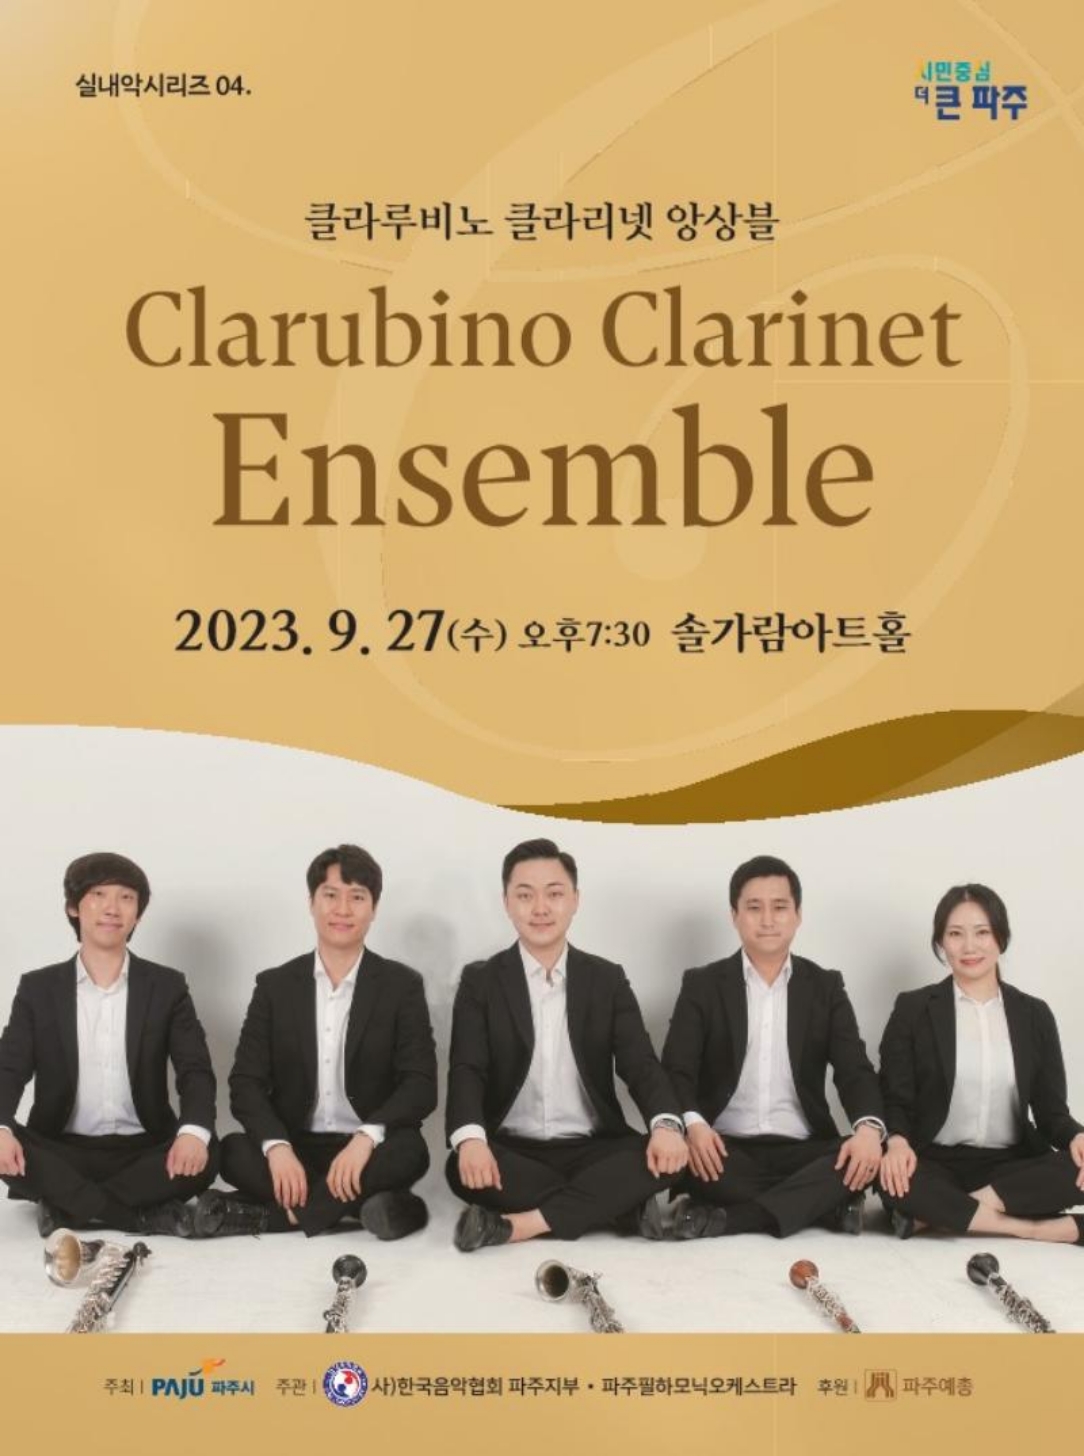 실내악시리즈 04.
시민중심
더 큰 파주
클라루비노 클라리넷 앙상블
Clarubino Clarinet
Ensemble
2023. 9. 27(수) 오후7:30 솔가람아트홀
주최 | PAJU 파주시 주관 | 사)한국음악협회 파주지부 • 파주필하모닉오케스트라 후원 | 파주예총